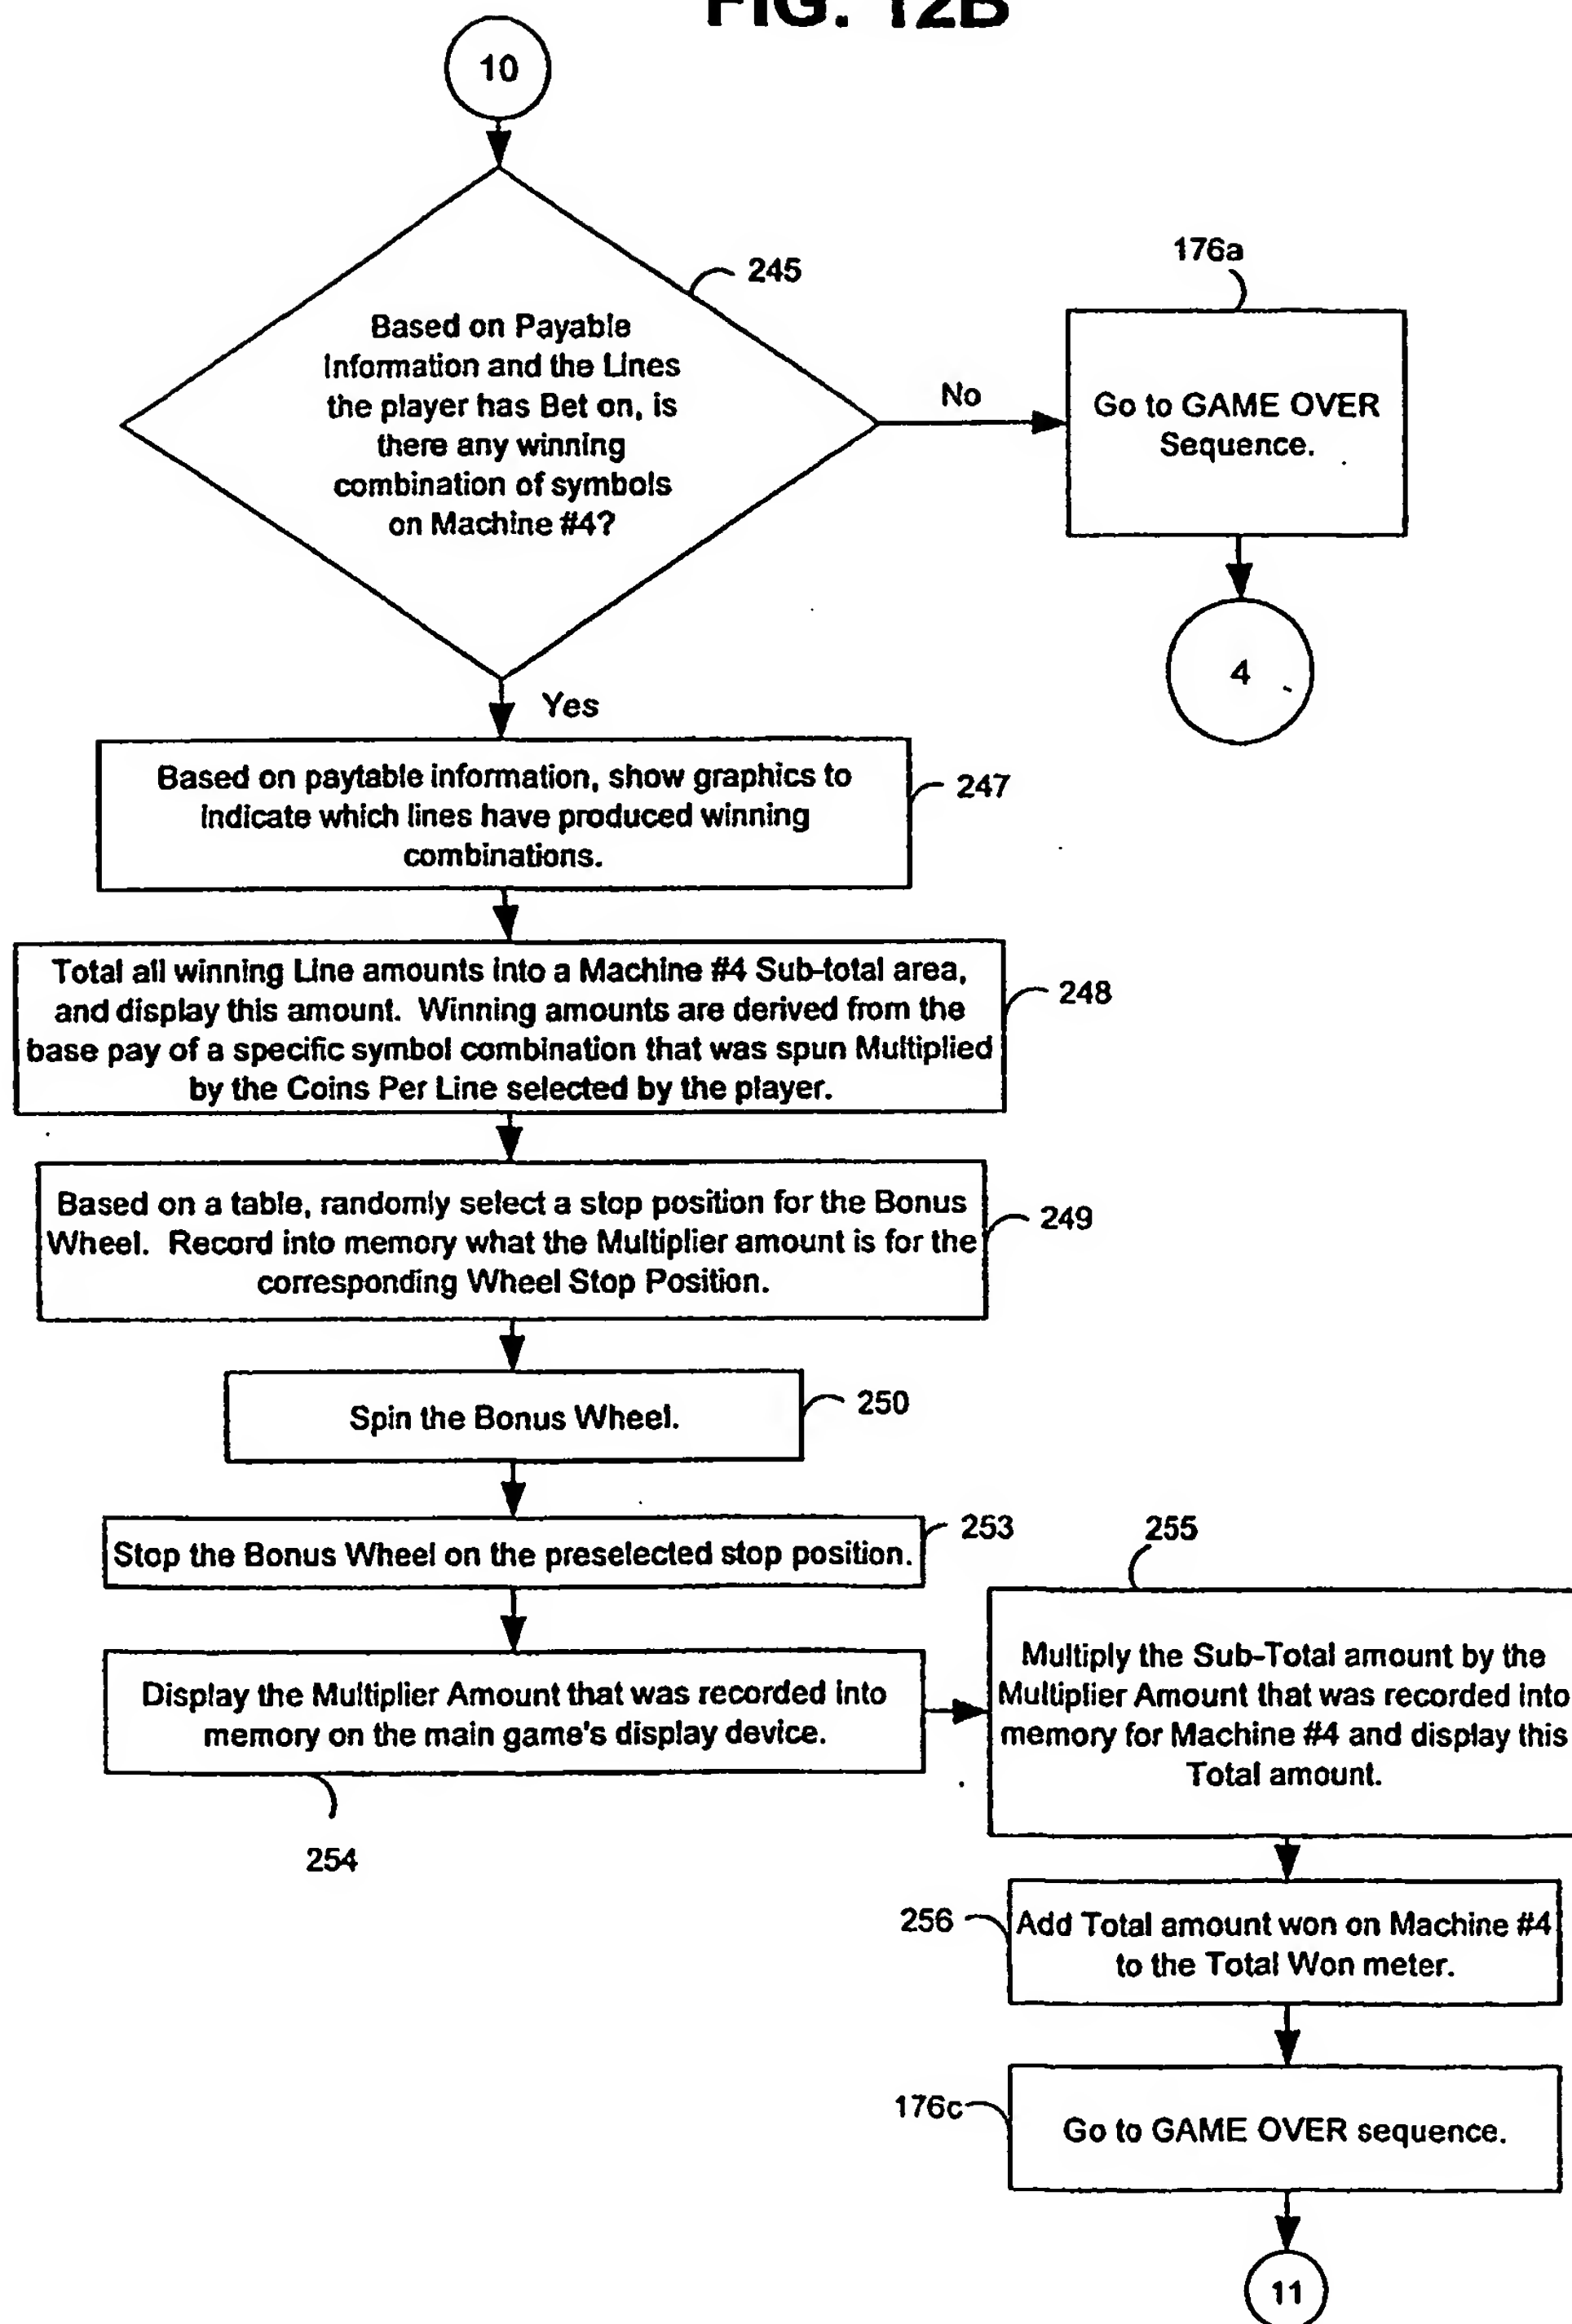 FIG. 12B
10
245
Based on Payable
Information and the Lines
the player has Bet on, is
there any winning
combination of symbols
on Machine #4?
No
176a
Go to GAME OVER
Sequence.
4
Yes
Based on paytable information, show graphics to
indicate which lines have produced winning
combinations.
247
Total all winning Line amounts into a Machine #4 Sub-total area,
and display this amount. Winning amounts are derived from the
base pay of a specific symbol combination that was spun Multiplied
by the Coins Per Line selected by the player.
248
Based on a table, randomly select a stop position for the Bonus
Wheel. Record into memory what the Multiplier amount is for the
corresponding Wheel Stop Position.
249
Spin the Bonus Wheel.
250
Stop the Bonus Wheel on the preselected stop position.
253
Display the Multiplier Amount that was recorded into
memory on the main game's display device.
254
255
Multiply the Sub-Total amount by the
Multiplier Amount that was recorded into
memory for Machine #4 and display this
Total amount.
256
Add Total amount won on Machine #4
to the Total Won meter.
176c
Go to GAME OVER sequence.
11